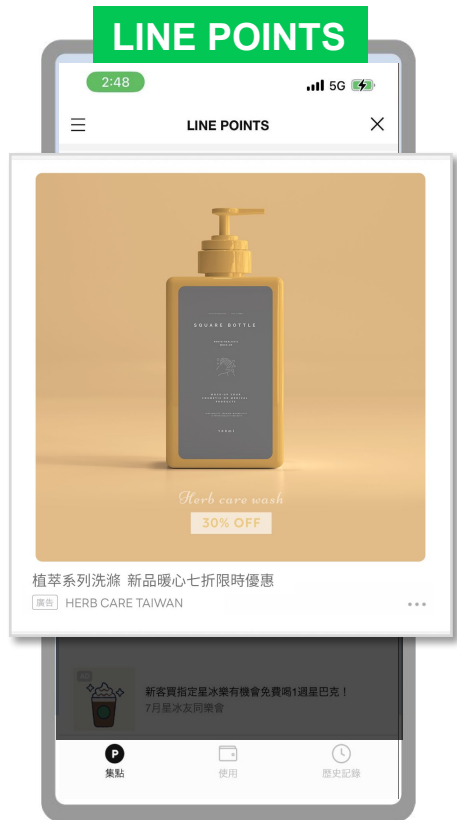 LINE POINTS
2:48
5G
LINE POINTS
SQUARE BOTTLE
Herb care wash
30% OFF
植萃系列洗滌 新品暖心七折限時優惠
廣告 HERB CARE TAIWAN
AD
新客買指定星冰樂有機會免費喝1週星巴克！
7月星冰友同樂會
P
集點
使用
歷史記錄